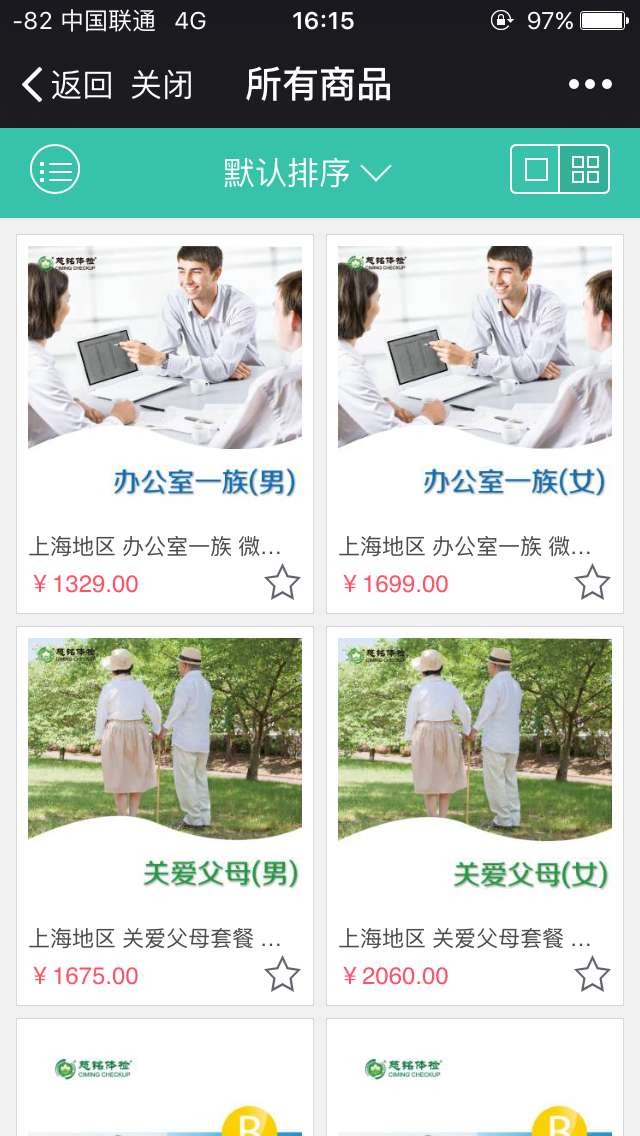 -82 中国联通 4G 16:15 97%
返回 关闭 所有商品
默认排序
慈铭体检 慈铭体检
CIMING CHECKUP CIMING CHECKUP
办公室一族(男) 办公室一族(女)
上海地区 办公室一族 微... 上海地区 办公室一族 微...
￥1329.00 ￥1699.00
慈铭体检 慈铭体检
CIMING CHECKUP CIMING CHECKUP
关爱父母(男) 关爱父母(女)
上海地区 关爱父母套餐 ... 上海地区 关爱父母套餐 ...
￥1675.00 ￥2060.00
慈铭体检 慈铭体检
CIMING CHECKUP CIMING CHECKUP